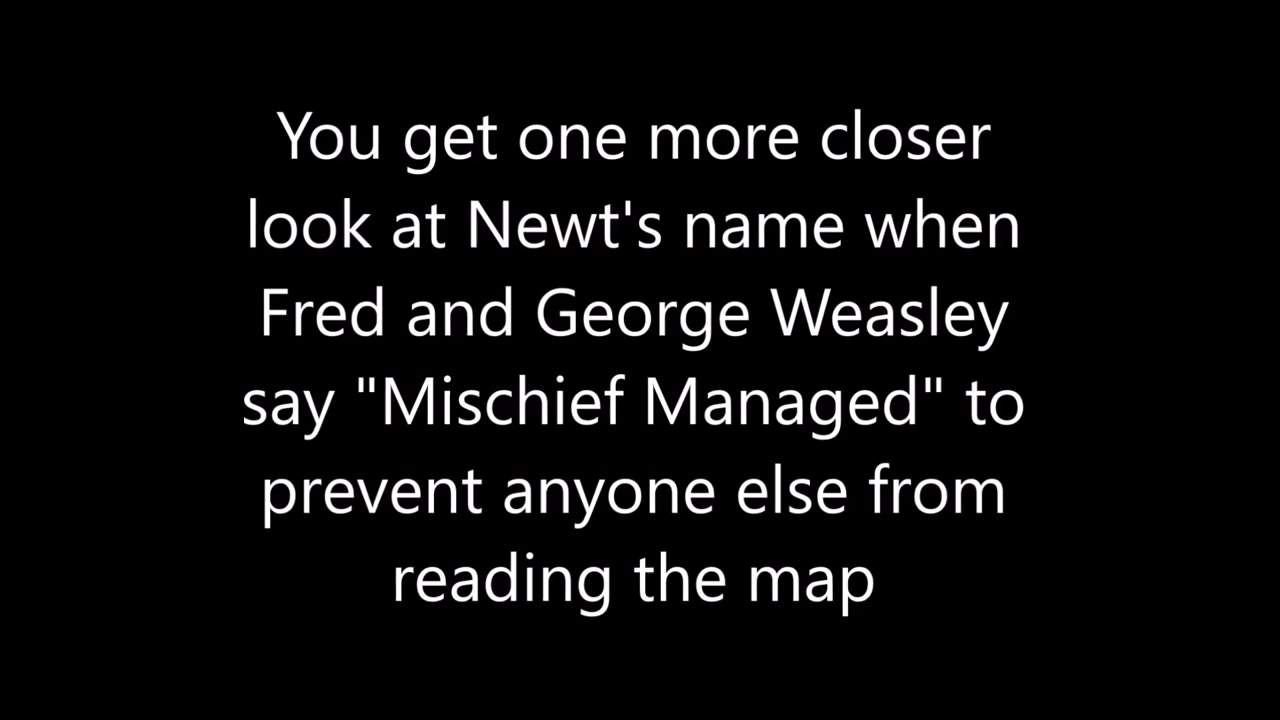 You get one more closer
look at Newt's name when
Fred and George Weasley
say "Mischief Managed" to
prevent anyone else from
reading the map